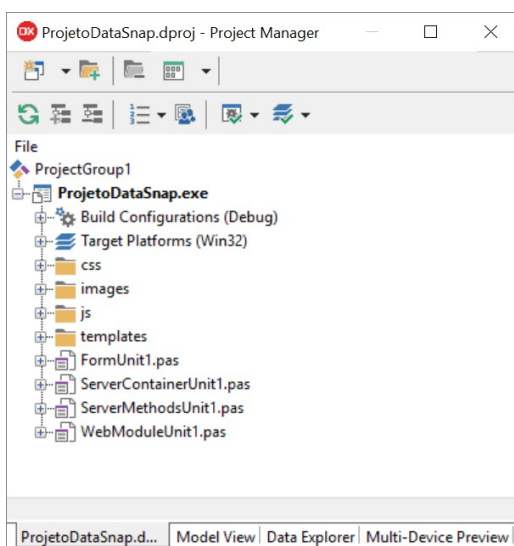 DX ProjetoDataSnap.dproj - Project Manager
File
ProjectGroup1
ProjetoDataSnap.exe
Build Configurations (Debug)
Target Platforms (Win32)
css
images
js
templates
FormUnit1.pas
ServerContainerUnit1.pas
ServerMethodsUnit1.pas
WebModuleUnit1.pas
ProjetoDataSnap.d... Model View Data Explorer Multi-Device Preview